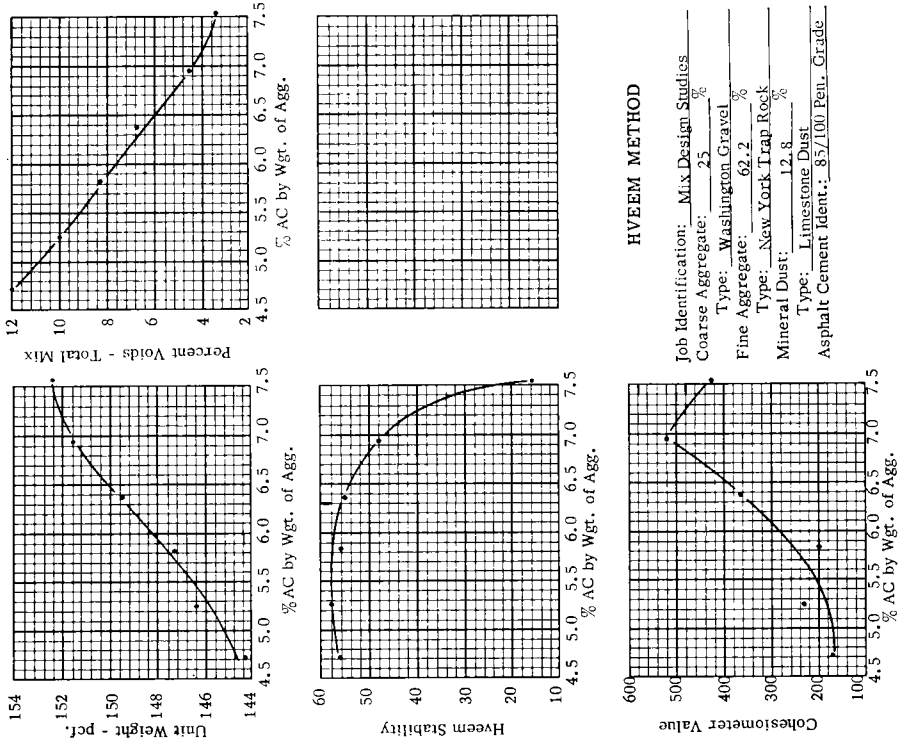 154
152
150
148
146
144
Unit Weight - pcf.
4.5 5.0 5.5 6.0 6.5 7.0 7.5
% AC by Wgt. of Agg.
12
10
8
6
4
2
Percent Voids - Total Mix
4.5 5.0 5.5 6.0 6.5 7.0 7.5
% AC by Wgt. of Agg.
60
50
40
30
20
10
Hveem Stability
4.5 5.0 5.5 6.0 6.5 7.0 7.5
% AC by Wgt. of Agg.
600
500
400
300
200
100
Cohesiometer Value
4.5 5.0 5.5 6.0 6.5 7.0 7.5
% AC by Wgt. of Agg.
HVEEM METHOD
Job Identification: Mix Design Studies
Coarse Aggregate: 25 %
Type: Washington Gravel
Fine Aggregate: 62.2 %
Type: New York Trap Rock
Mineral Dust: 12.8 %
Type: Limestone Dust
Asphalt Cement Ident.: 85/100 Pen. Grade